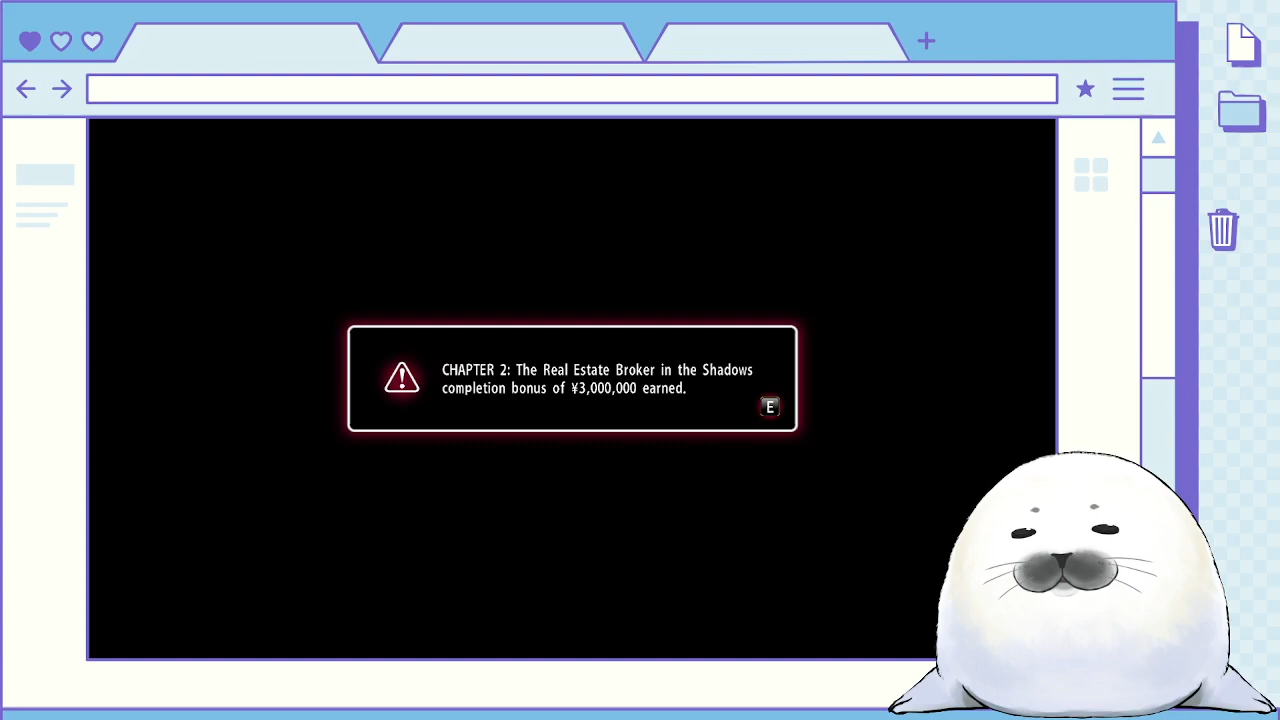 CHAPTER 2: The Real Estate Broker in the Shadows
completion bonus of ¥3,000,000 earned.
E